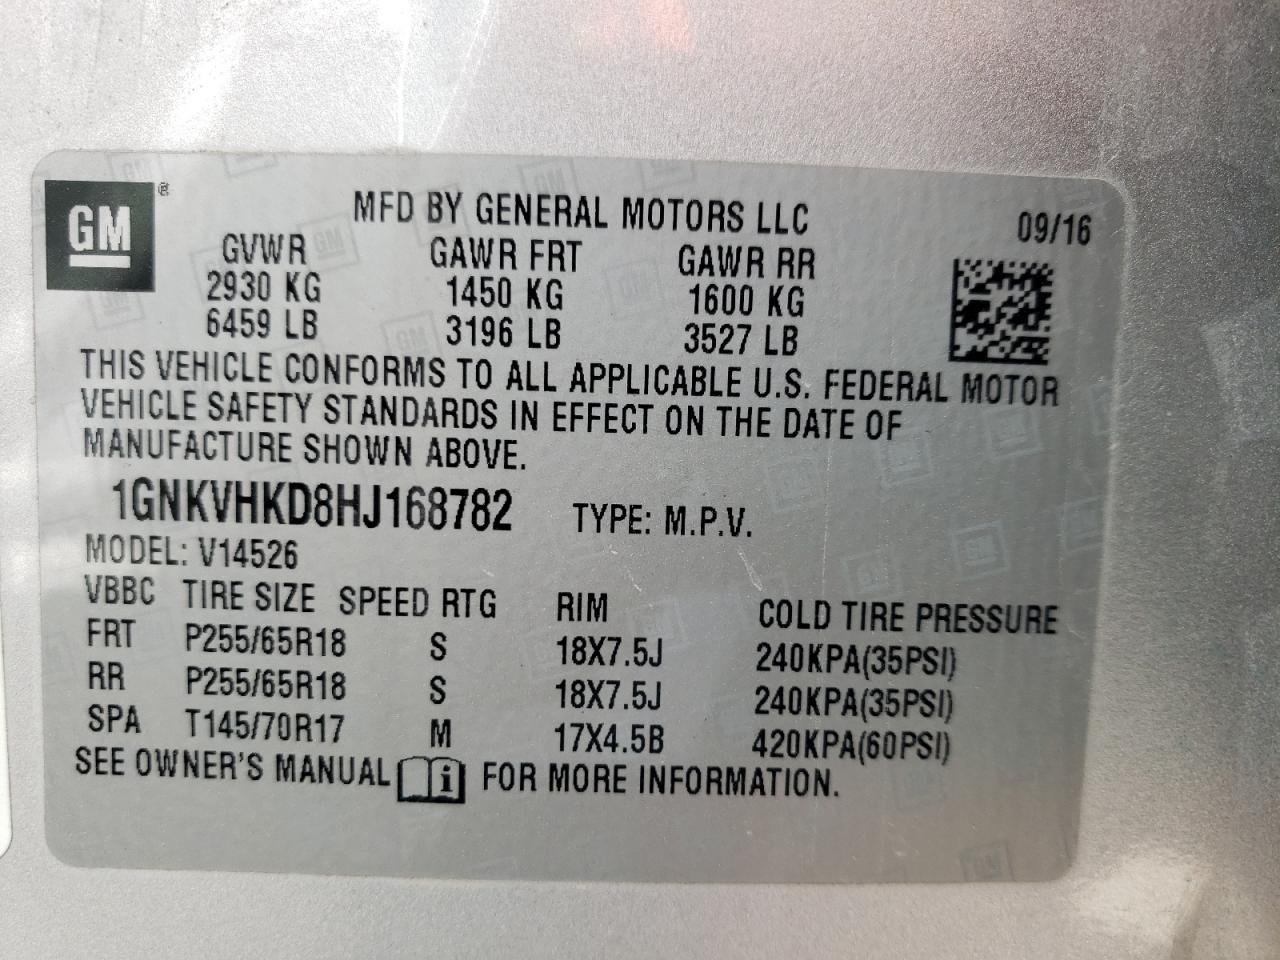 GM ®
MFD BY GENERAL MOTORS LLC 09/16
GVWR GAWR FRT GAWR RR
2930 KG 1450 KG 1600 KG
6459 LB 3196 LB 3527 LB
THIS VEHICLE CONFORMS TO ALL APPLICABLE U.S. FEDERAL MOTOR
VEHICLE SAFETY STANDARDS IN EFFECT ON THE DATE OF
MANUFACTURE SHOWN ABOVE.
1GNKVHKD8HJ168782 TYPE: M.P.V.
MODEL: V14526
VBBC TIRE SIZE SPEED RTG RIM COLD TIRE PRESSURE
FRT P255/65R18 S 18X7.5J 240KPA(35PSI)
RR P255/65R18 S 18X7.5J 240KPA(35PSI)
SPA T145/70R17 M 17X4.5B 420KPA(60PSI)
SEE OWNER'S MANUAL i FOR MORE INFORMATION.